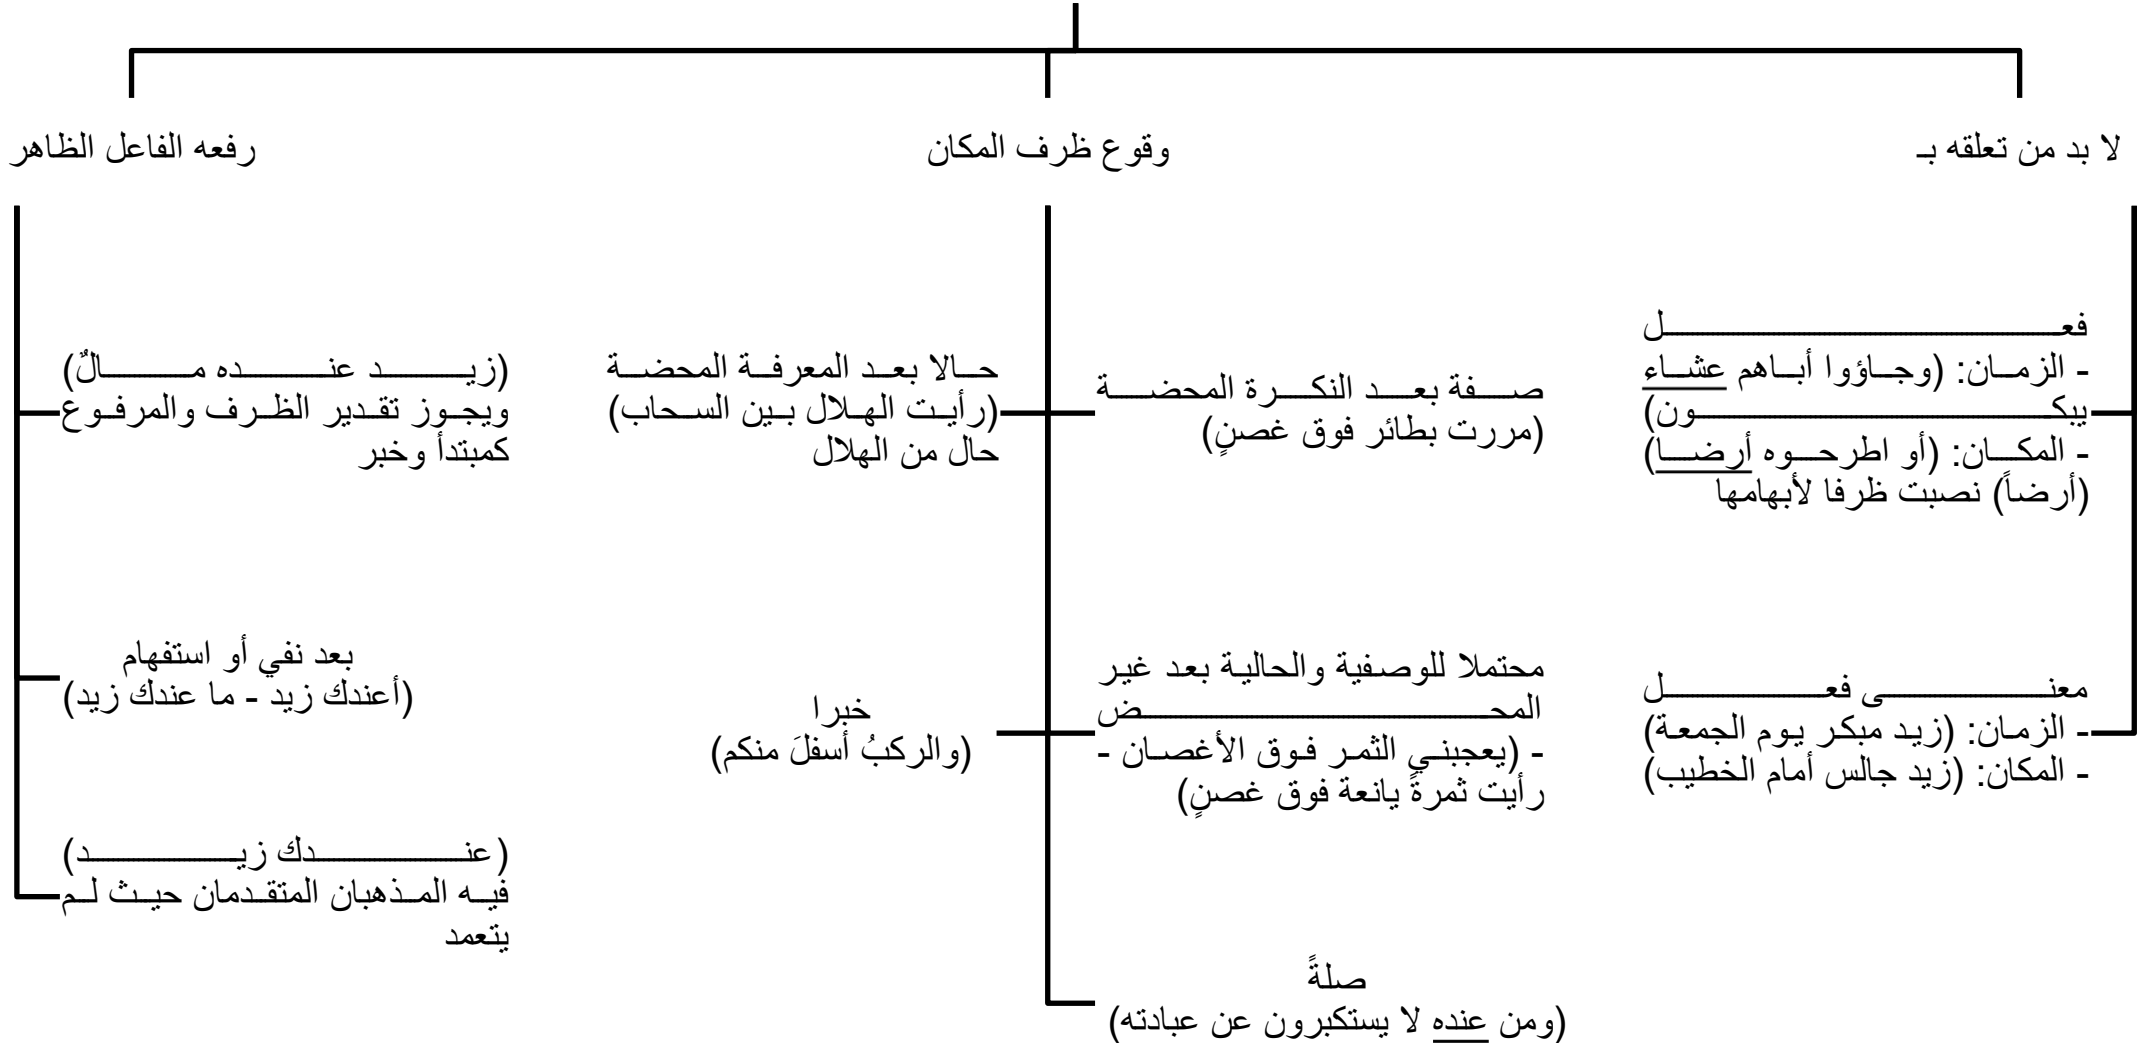 لا بد من تعلقه بـ
وقوع ظرف المكان
رفعه الفاعل الظاهر
فعل
- الزمان: (وجاؤوا أباهم عشاء
يبكون)
- المكان: (أو اطرحوه أرضا)
(أرضاً) نصبت ظرفا لأبهامها
معنى فعل
- الزمان: (زيد مبكر يوم الجمعة)
- المكان: (زيد جالس أمام الخطيب)
صفة بعد النكرة المحضة
(مررت بطائر فوق غصنٍ)
حالا بعد المعرفة المحضة
(رأيت الهلال بين السحاب)
حال من الهلال
محتملا للوصفية والحالية بعد غير
المحض
- (يعجبني الثمر فوق الأغصان -
رأيت ثمرةً يانعة فوق غصنٍ)
خبرا
(والركبُ أسفلَ منكم)
صلةً
(ومن عنده لا يستكبرون عن عبادته)
(زيد عنده مالٌ)
ويجوز تقدير الظرف والمرفوع
كمبتدأ وخبر
بعد نفي أو استفهام
(أعندك زيد - ما عندك زيد)
(عندك زيد)
فيه المذهبان المتقدمان حيث لم
يتعمد